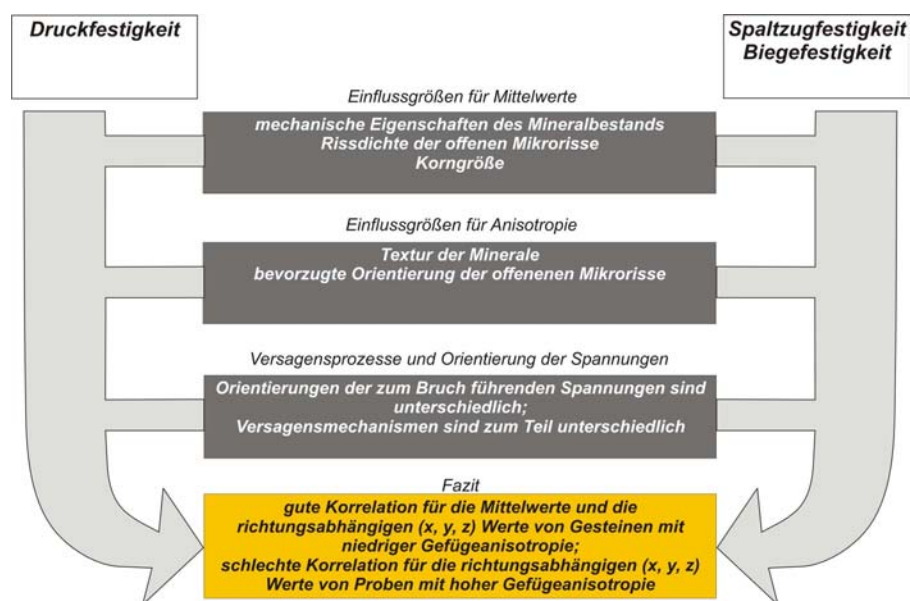 Druckfestigkeit
Spaltzugfestigkeit
Biegefestigkeit
Einflussgrößen für Mittelwerte
mechanische Eigenschaften des Mineralbestands
Rissdichte der offenen Mikrorisse
Korngröße
Einflussgrößen für Anisotropie
Textur der Minerale
bevorzugte Orientierung der offenenen Mikrorisse
Versagensprozesse und Orientierung der Spannungen
Orientierungen der zum Bruch führenden Spannungen sind
unterschiedlich;
Versagensmechanismen sind zum Teil unterschiedlich
Fazit
gute Korrelation für die Mittelwerte und die
richtungsabhängigen (x, y, z) Werte von Gesteinen mit
niedriger Gefügeanisotropie;
schlechte Korrelation für die richtungsabhängigen (x, y, z)
Werte von Proben mit hoher Gefügeanisotropie